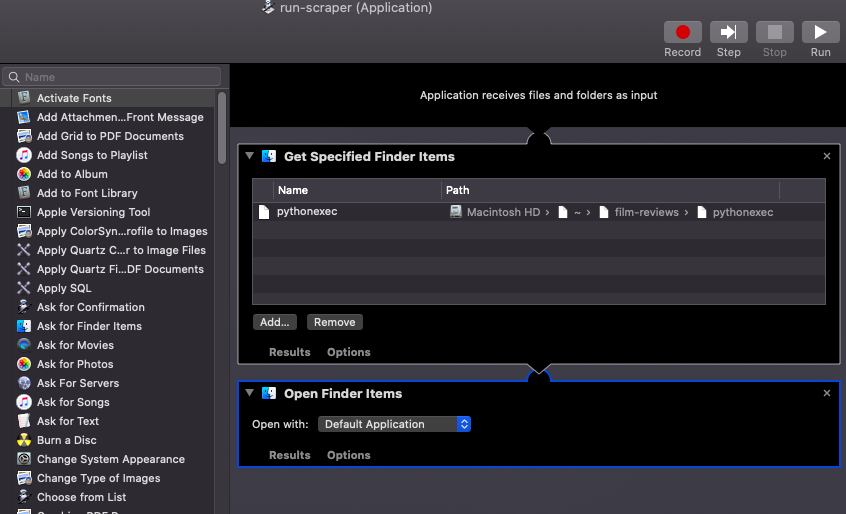 run-scraper (Application)
Record Step Stop Run
Name
Activate Fonts
Add Attachmen...Front Message
Add Grid to PDF Documents
Add Songs to Playlist
Add to Album
Add to Font Library
Apple Versioning Tool
Apply ColorSyn...rofile to Images
Apply Quartz C...r to Image Files
Apply Quartz Fi...DF Documents
Apply SQL
Ask for Confirmation
Ask for Finder Items
Ask for Movies
Ask for Photos
Ask For Servers
Ask for Songs
Ask for Text
Burn a Disc
Change System Appearance
Change Type of Images
Choose from List
Application receives files and folders as input
Get Specified Finder Items
Name Path
pythonexec Macintosh HD › ~ › film-reviews › pythonexec
Add... Remove
Results Options
Open Finder Items
Open with: Default Application
Results Options